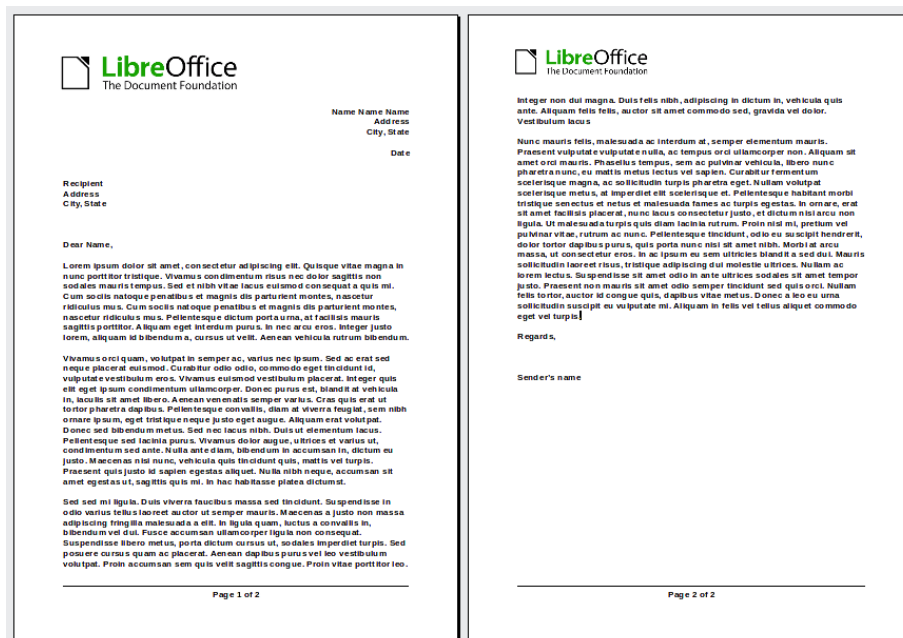 LibreOffice
The Document Foundation
Name Name Name
Address
City, State
Date
Recipient
Address
City, State
Dear Name,
Lorem ipsum dolor sit amet, consectetur adipiscing elit. Quisque vitae magna in
nunc porttitor tristique. Vivamus condimentum risus nec dolor sagittis non
sodales mauris tempus. Sed et nibh vitae lacus euismod consequat a quis mi.
Cum sociis natoque penatibus et magnis dis parturient montes, nascetur
ridiculus mus. Cum sociis natoque penatibus et magnis dis parturient montes,
nascetur ridiculus mus. Pellentesque dictum porta urna, at facilisis mauris
sagittis porttitor. Aliquam eget interdum purus. In nec arcu eros. Integer justo
lorem, aliquam id bibendum a, cursus ut velit. Aenean vehicula rutrum bibendum.
Vivamus orci quam, volutpat in semper ac, varius nec ipsum. Sed ac erat sed
neque placerat euismod. Curabitur odio odio, commodo eget tincidunt id,
vulputate vestibulum eros. Vivamus euismod vestibulum placerat. Integer quis
elit eget ipsum condimentum ullamcorper. Donec purus est, blandit at vehicula
in, iaculis sit amet libero. Aenean venenatis semper varius. Cras quis erat ut
tortor pharetra dapibus. Pellentesque convallis, diam at viverra feugiat, sem nibh
ornare ipsum, eget tristique neque justo eget augue. Aliquam erat volutpat.
Donec sed bibendum metus. Sed nec lacus nibh. Duis ut elementum lacus.
Pellentesque sed lacinia purus. Vivamus dolor augue, ultrices et varius ut,
condimentum sed ante. Nulla ante diam, bibendum in accumsan in, dictum eu
justo. Maecenas nisi nunc, vehicula quis tincidunt quis, mattis vel turpis.
Praesent quis justo id sapien egestas aliquet. Nulla nibh neque, accumsan sit
amet egestas ut, sagittis quis mi. In hac habitasse platea dictumst.
Sed sed mi ligula. Duis viverra faucibus massa sed tincidunt. Suspendisse in
odio varius tellus laoreet auctor ut semper mauris. Maecenas a justo non massa
adipiscing fringilla malesuada a elit. In ligula quam, luctus a convallis in,
bibendum vel dui. Fusce accumsan ullamcorper ligula non consequat.
Suspendisse libero metus, porta dictum cursus ut, sodales imperdiet turpis. Sed
posuere cursus quam ac placerat. Aenean dapibus purus vel leo vestibulum
volutpat. Proin accumsan sem quis velit sagittis congue. Proin vitae porttitor leo.
Page 1 of 2
LibreOffice
The Document Foundation
Integer non dui magna. Duis felis nibh, adipiscing in dictum in, vehicula quis
ante. Aliquam felis felis, auctor sit amet commodo sed, gravida vel dolor.
Vestibulum lacus
Nunc mauris felis, malesuada ac interdum at, semper elementum mauris.
Praesent vulputate vulputate nulla, ac tempus orci ullamcorper non. Aliquam sit
amet orci mauris. Phasellus tempus, sem ac pulvinar vehicula, libero nunc
pharetra nunc, eu mattis metus lectus vel sapien. Curabitur fermentum
scelerisque magna, ac sollicitudin turpis pharetra eget. Nullam volutpat
scelerisque metus, at imperdiet elit scelerisque et. Pellentesque habitant morbi
tristique senectus et netus et malesuada fames ac turpis egestas. In ornare, erat
sit amet facilisis placerat, nunc lacus consectetur justo, et dictum nisi arcu non
ligula. Ut malesuada turpis quis diam lacinia rutrum. Proin nisl mi, pretium vel
pulvinar vitae, rutrum ac nunc. Pellentesque tincidunt, odio eu suscipit hendrerit,
dolor tortor dapibus purus, quis porta nunc nisl sit amet nibh. Morbi at arcu
massa, ut consectetur eros. In ac ipsum eu sem ultricies blandit a sed dui. Mauris
sollicitudin laoreet risus, tristique adipiscing dui molestie ultrices. Nullam ac
lorem lectus. Suspendisse sit amet odio in ante ultrices sodales sit amet tempor
justo. Praesent non mauris sit amet odio semper tincidunt sed quis orci. Nullam
felis tortor, auctor id congue quis, dapibus vitae metus. Donec a leo eu urna
sollicitudin suscipit eu vulputate mi. Aliquam in felis vel tellus aliquet commodo
eget vel turpis
Regards,
Sender's name
Page 2 of 2